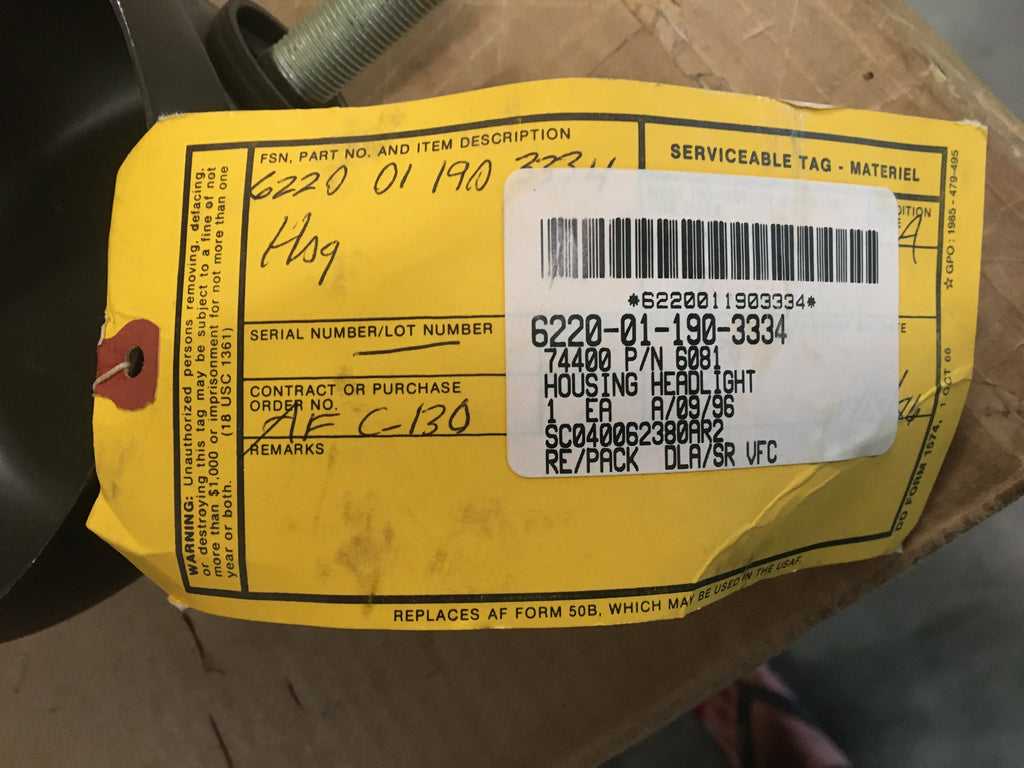 FSN, PART NO. AND ITEM DESCRIPTION
6220 01 190 3334
Hsg
SERIAL NUMBER/LOT NUMBER
CONTRACT OR PURCHASE
ORDER NO.
AF C-130
REMARKS
SERVICEABLE TAG - MATERIEL
DITION
A
*6220011903334*
6220-01-190-3334
74400 P/N 6081
HOUSING HEADLIGHT
1 EA A/09/96
SC040062380AR2
RE/PACK DLA/SR VFC
WARNING: Unauthorized persons removing, defacing,
or destroying this tag may be subject to a fine of not
more than $1,000 or imprisonment for not more than one
year or both. (18 USC 1361)
☆ GPO : 1985 - 479-495
DD FORM 1574, 1 OCT 66
REPLACES AF FORM 50B, WHICH MAY BE USED IN THE USAF.